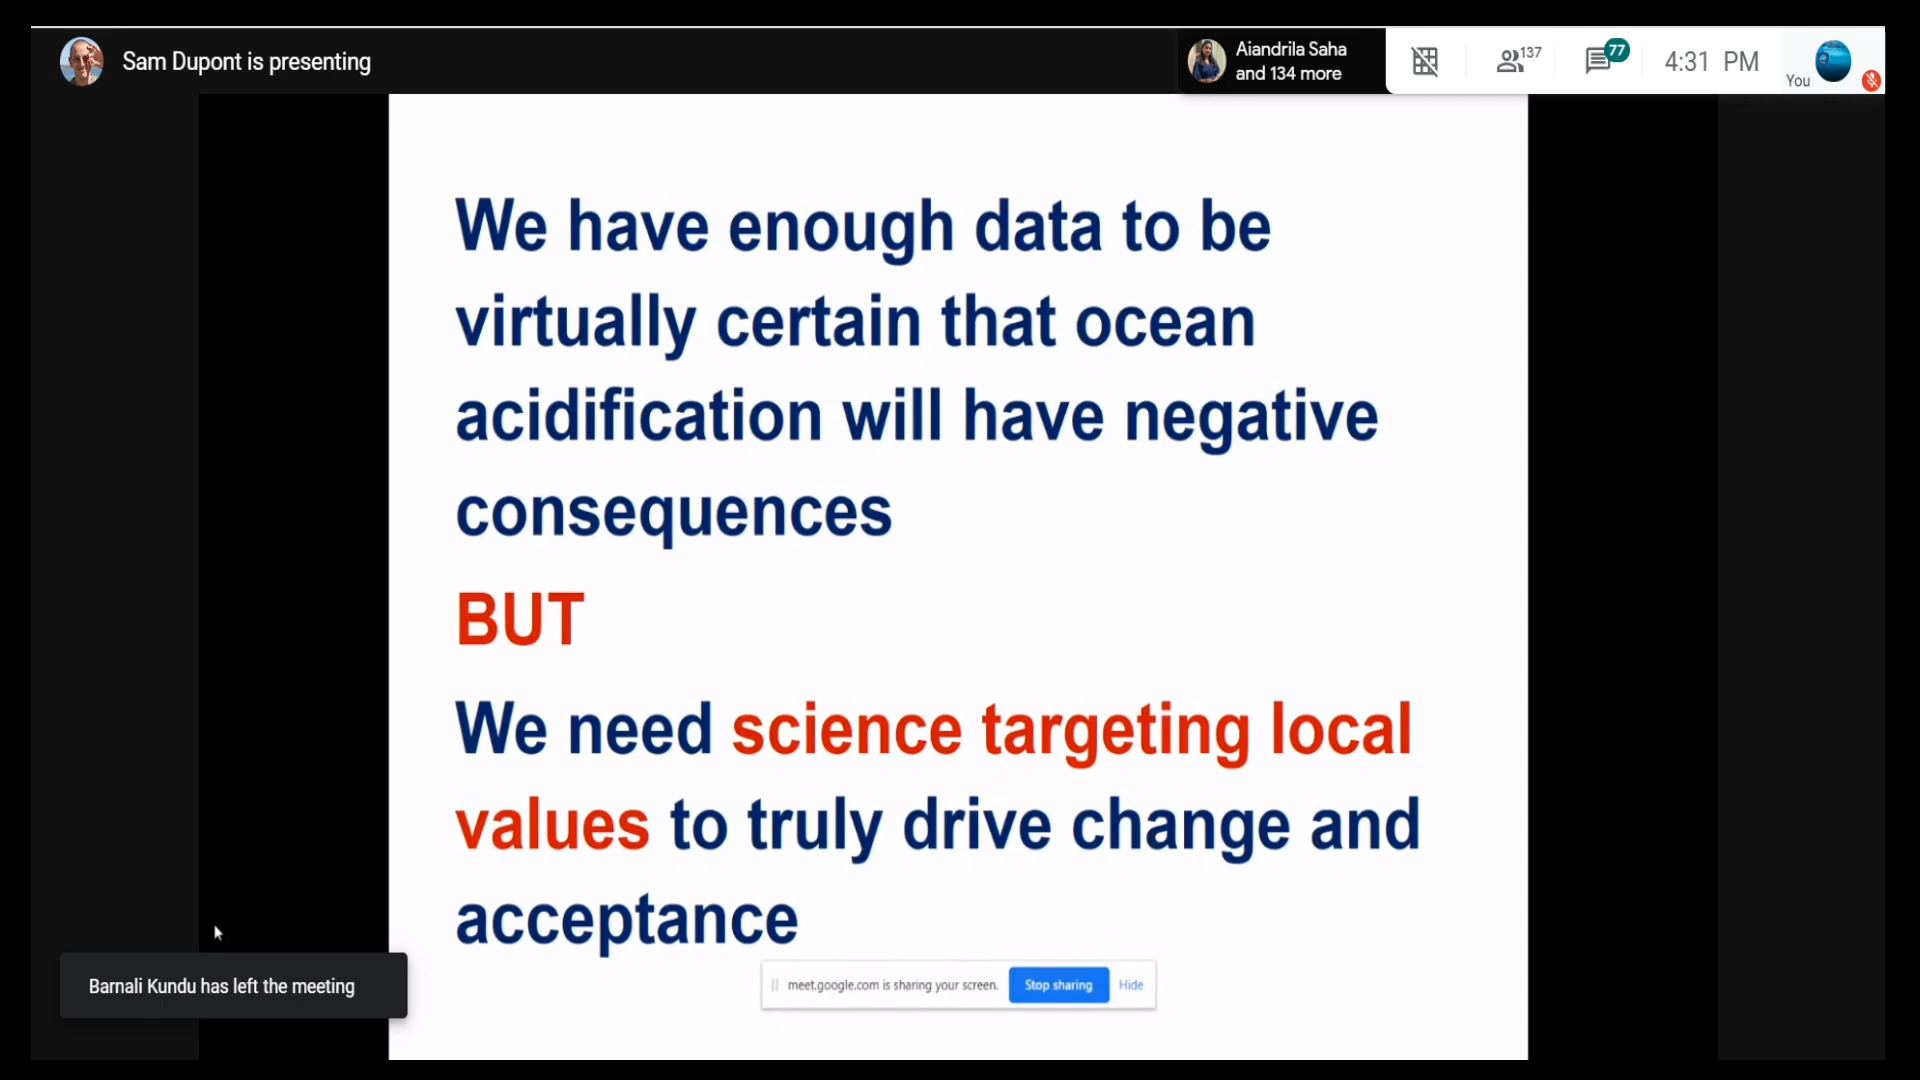 Sam Dupont is presenting
Aiandrila Saha
and 134 more
137
77
4:31 PM
You
We have enough data to be
virtually certain that ocean
acidification will have negative
consequences
BUT
We need science targeting local
values to truly drive change and
acceptance
Barnali Kundu has left the meeting
meet.google.com is sharing your screen.
Stop sharing
Hide